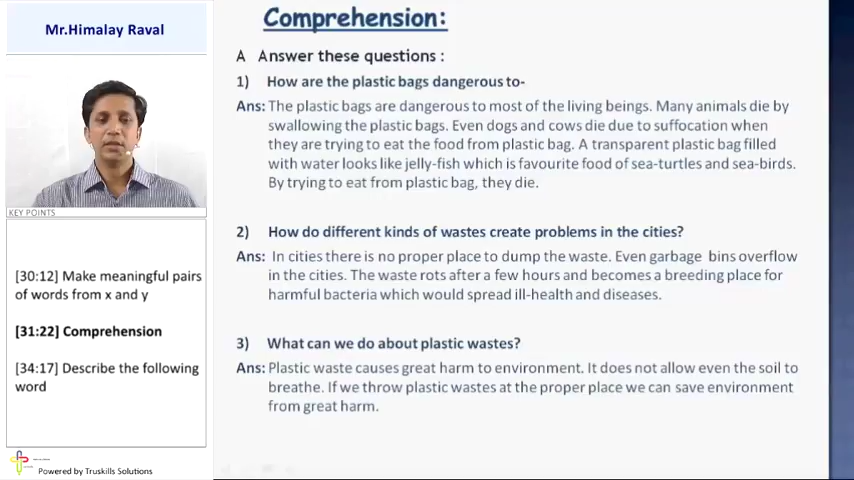 Mr.Himalay Raval
KEY POINTS
[30:12] Make meaningful pairs
of words from x and y
[31:22] Comprehension
[34:17] Describe the following
word
Powered by Truskills Solutions
Comprehension:
A Answer these questions :
1) How are the plastic bags dangerous to-
Ans: The plastic bags are dangerous to most of the living beings. Many animals die by
swallowing the plastic bags. Even dogs and cows die due to suffocation when
they are trying to eat the food from plastic bag. A transparent plastic bag filled
with water looks like jelly-fish which is favourite food of sea-turtles and sea-birds.
By trying to eat from plastic bag, they die.
2) How do different kinds of wastes create problems in the cities?
Ans: In cities there is no proper place to dump the waste. Even garbage bins overflow
in the cities. The waste rots after a few hours and becomes a breeding place for
harmful bacteria which would spread ill-health and diseases.
3) What can we do about plastic wastes?
Ans: Plastic waste causes great harm to environment. It does not allow even the soil to
breathe. If we throw plastic wastes at the proper place we can save environment
from great harm.